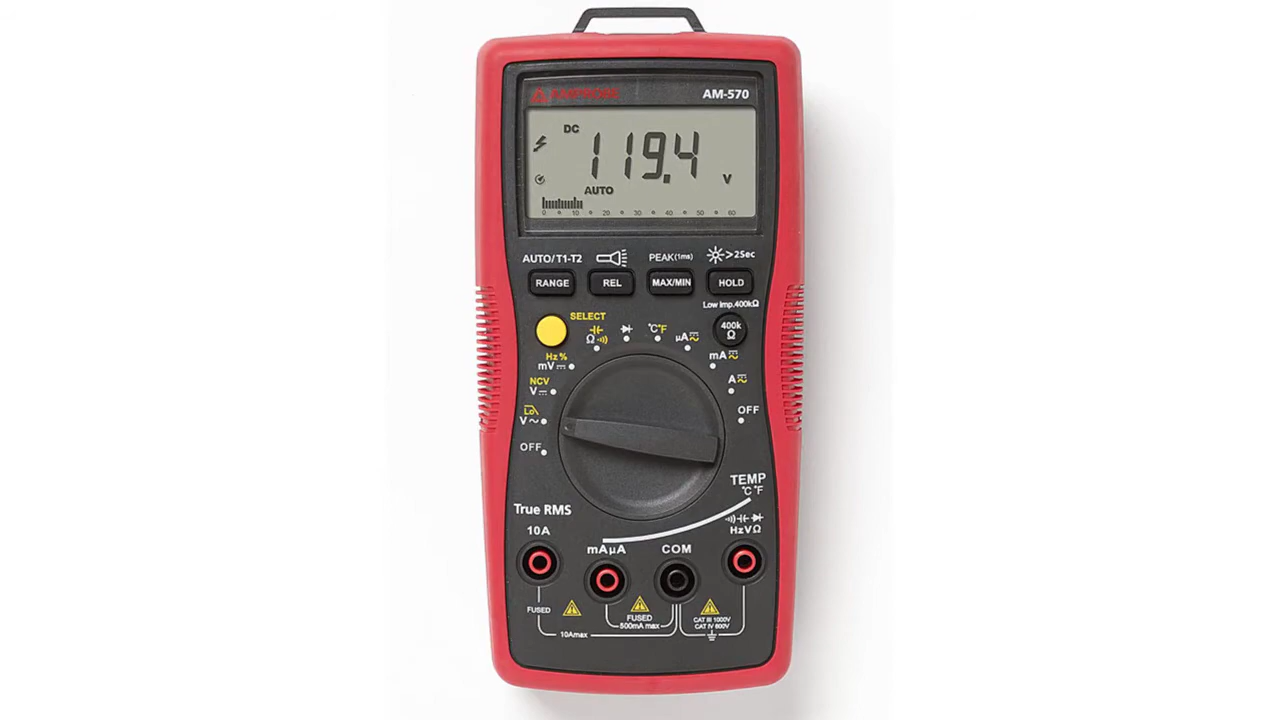 AMPROBE
AM-570
DC
119.4
V
AUTO
0 10 20 30 40 50 60
AUTO/T1-T2
PEAK(1ms)
>2Sec
RANGE
REL
MAX/MIN
HOLD
Low imp.400kΩ
SELECT
400k
Ω
Ω
°C°F
µA
mA
A
Hz %
mV
NCV
V
Lo
V~
OFF
OFF
TEMP
°C °F
True RMS
10A
mAµA
COM
HzVΩ
FUSED
10Amax
FUSED
500mA max
CAT III 1000V
CAT IV 600V